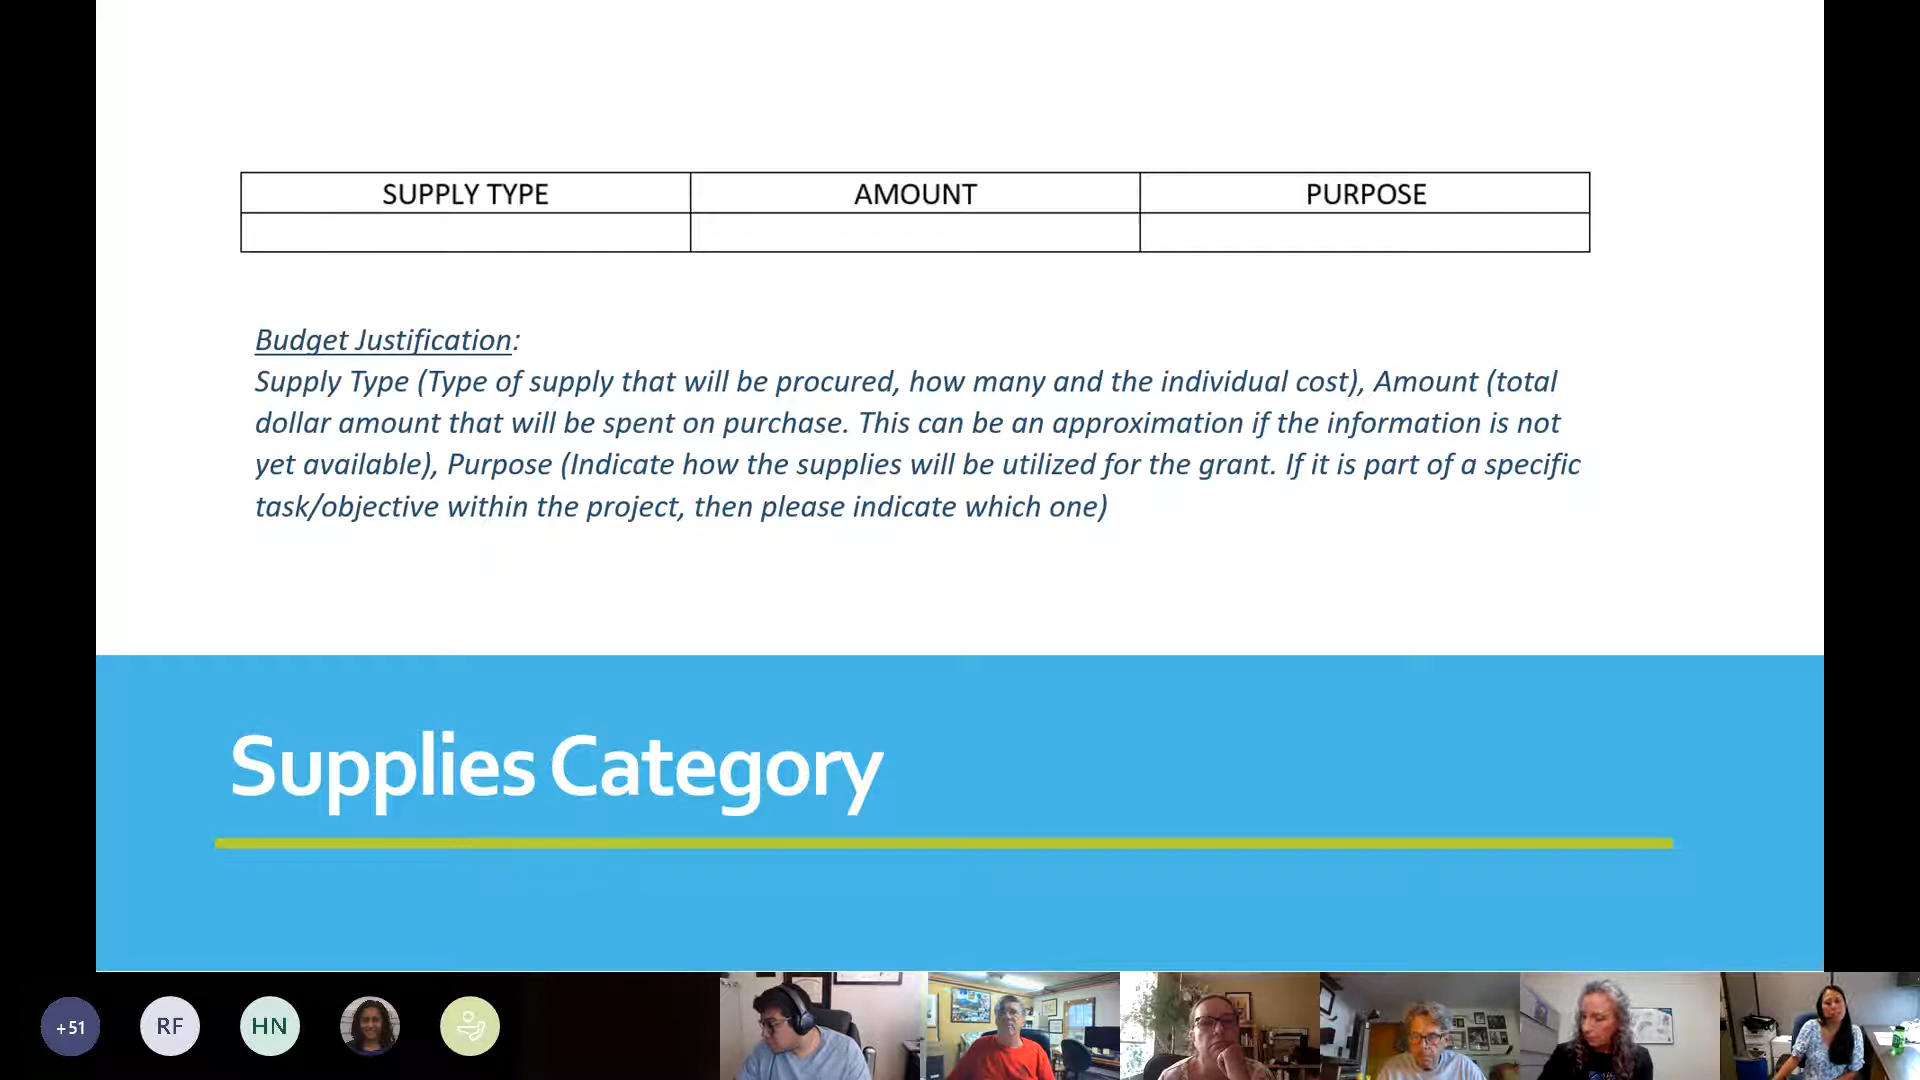 SUPPLY TYPE AMOUNT PURPOSE
Budget Justification:
Supply Type (Type of supply that will be procured, how many and the individual cost), Amount (total
dollar amount that will be spent on purchase. This can be an approximation if the information is not
yet available), Purpose (Indicate how the supplies will be utilized for the grant. If it is part of a specific
task/objective within the project, then please indicate which one)
Supplies Category
+51 RF HN